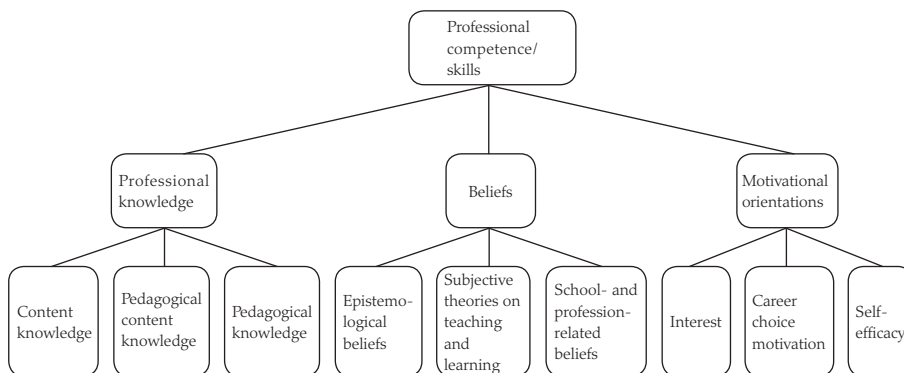 Professional
competence/
skills
Professional
knowledge
Beliefs
Motivational
orientations
Content
knowledge
Pedagogical
content
knowledge
Pedagogical
knowledge
Epistemo-
logical
beliefs
Subjective
theories on
teaching
and
learning
School- and
profession-
related
beliefs
Interest
Career
choice
motivation
Self-
efficacy